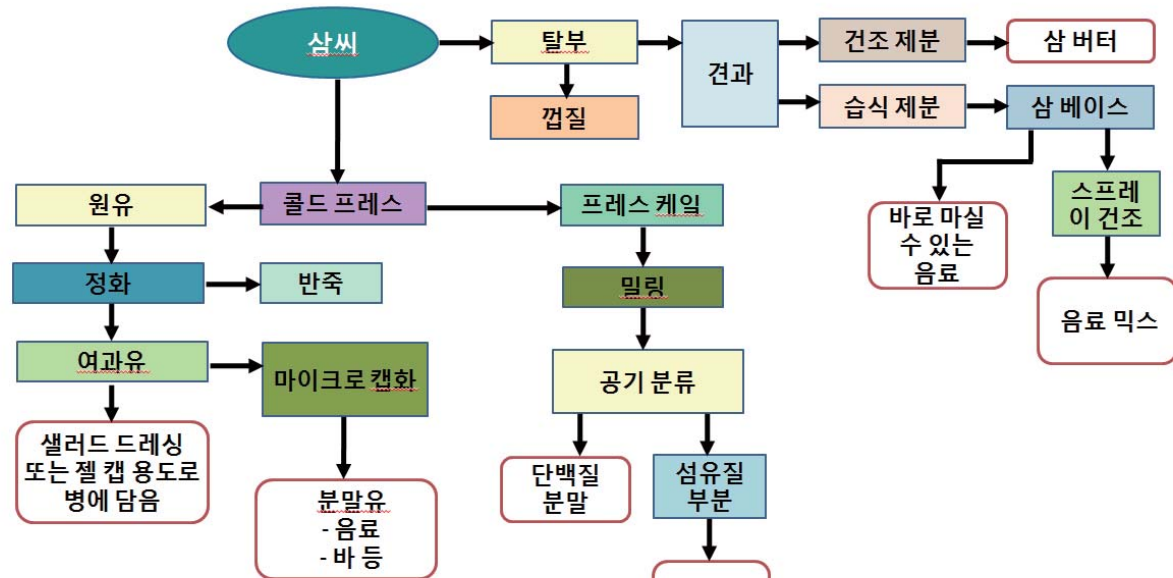 삼씨
탈부
껍질
견과
건조 제분
삼 버터
습식 제분
삼 베이스
바로 마실
수 있는
음료
스프레
이 건조
음료 믹스
콜드 프레스
원유
정화
반죽
여과유
샐러드 드레싱
또는 젤 캡 용도로
병에 담음
마이크로 캡화
분말유
- 음료
- 바 등
프레스 케잌
밀링
공기 분류
단백질
분말
섬유질
부분